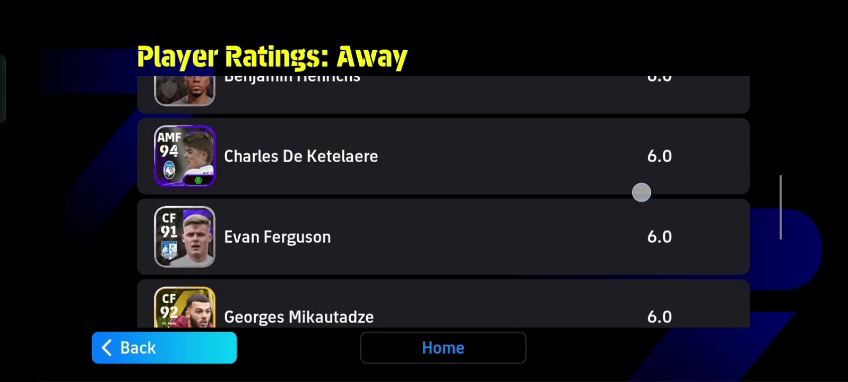 Player Ratings: Away
Benjamin Henrichs 6.0
AMF
94
Charles De Ketelaere 6.0
CF
91
Evan Ferguson 6.0
CF
92
Georges Mikautadze 6.0
Back
Home